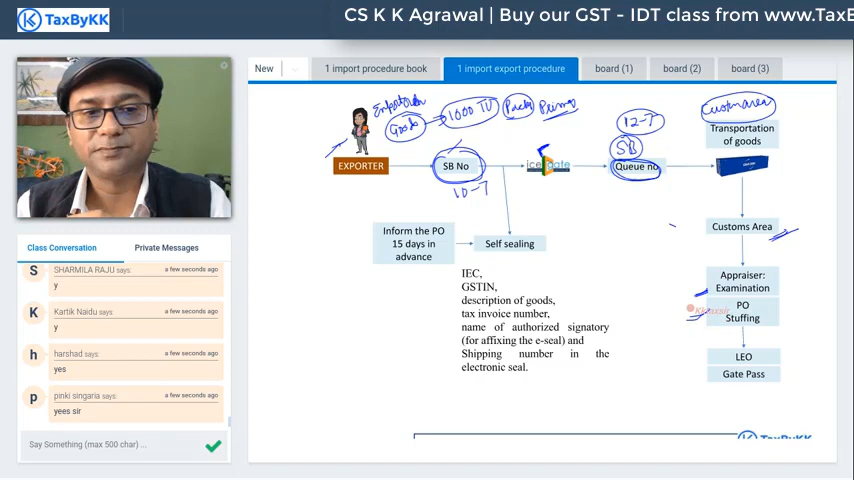 TaxByKK
CS K K Agrawal | Buy our GST - IDT class from www.TaxB
New
1 import procedure book
1 import export procedure
board (1)
board (2)
board (3)
Goods
1000 TV
Packs
12-7
Customarea
Transportation
of goods
EXPORTER
SB No
icegate
SB
Queue no
10-7
Inform the PO
15 days in
advance
Self sealing
Customs Area
IEC,
GSTIN,
description of goods,
tax invoice number,
name of authorized signatory
(for affixing the e-seal) and
Shipping number in the
electronic seal.
Appraiser:
Examination
PO
Stuffing
LEO
Gate Pass
TaxByKK
Class Conversation
Private Messages
S
SHARMILA RAJU says:
a few seconds ago
y
K
Kartik Naidu says:
a few seconds ago
y
h
harshad says:
a few seconds ago
yes
p
pinki singaria says:
a few seconds ago
yees sir
Say Something (max 500 char) ...